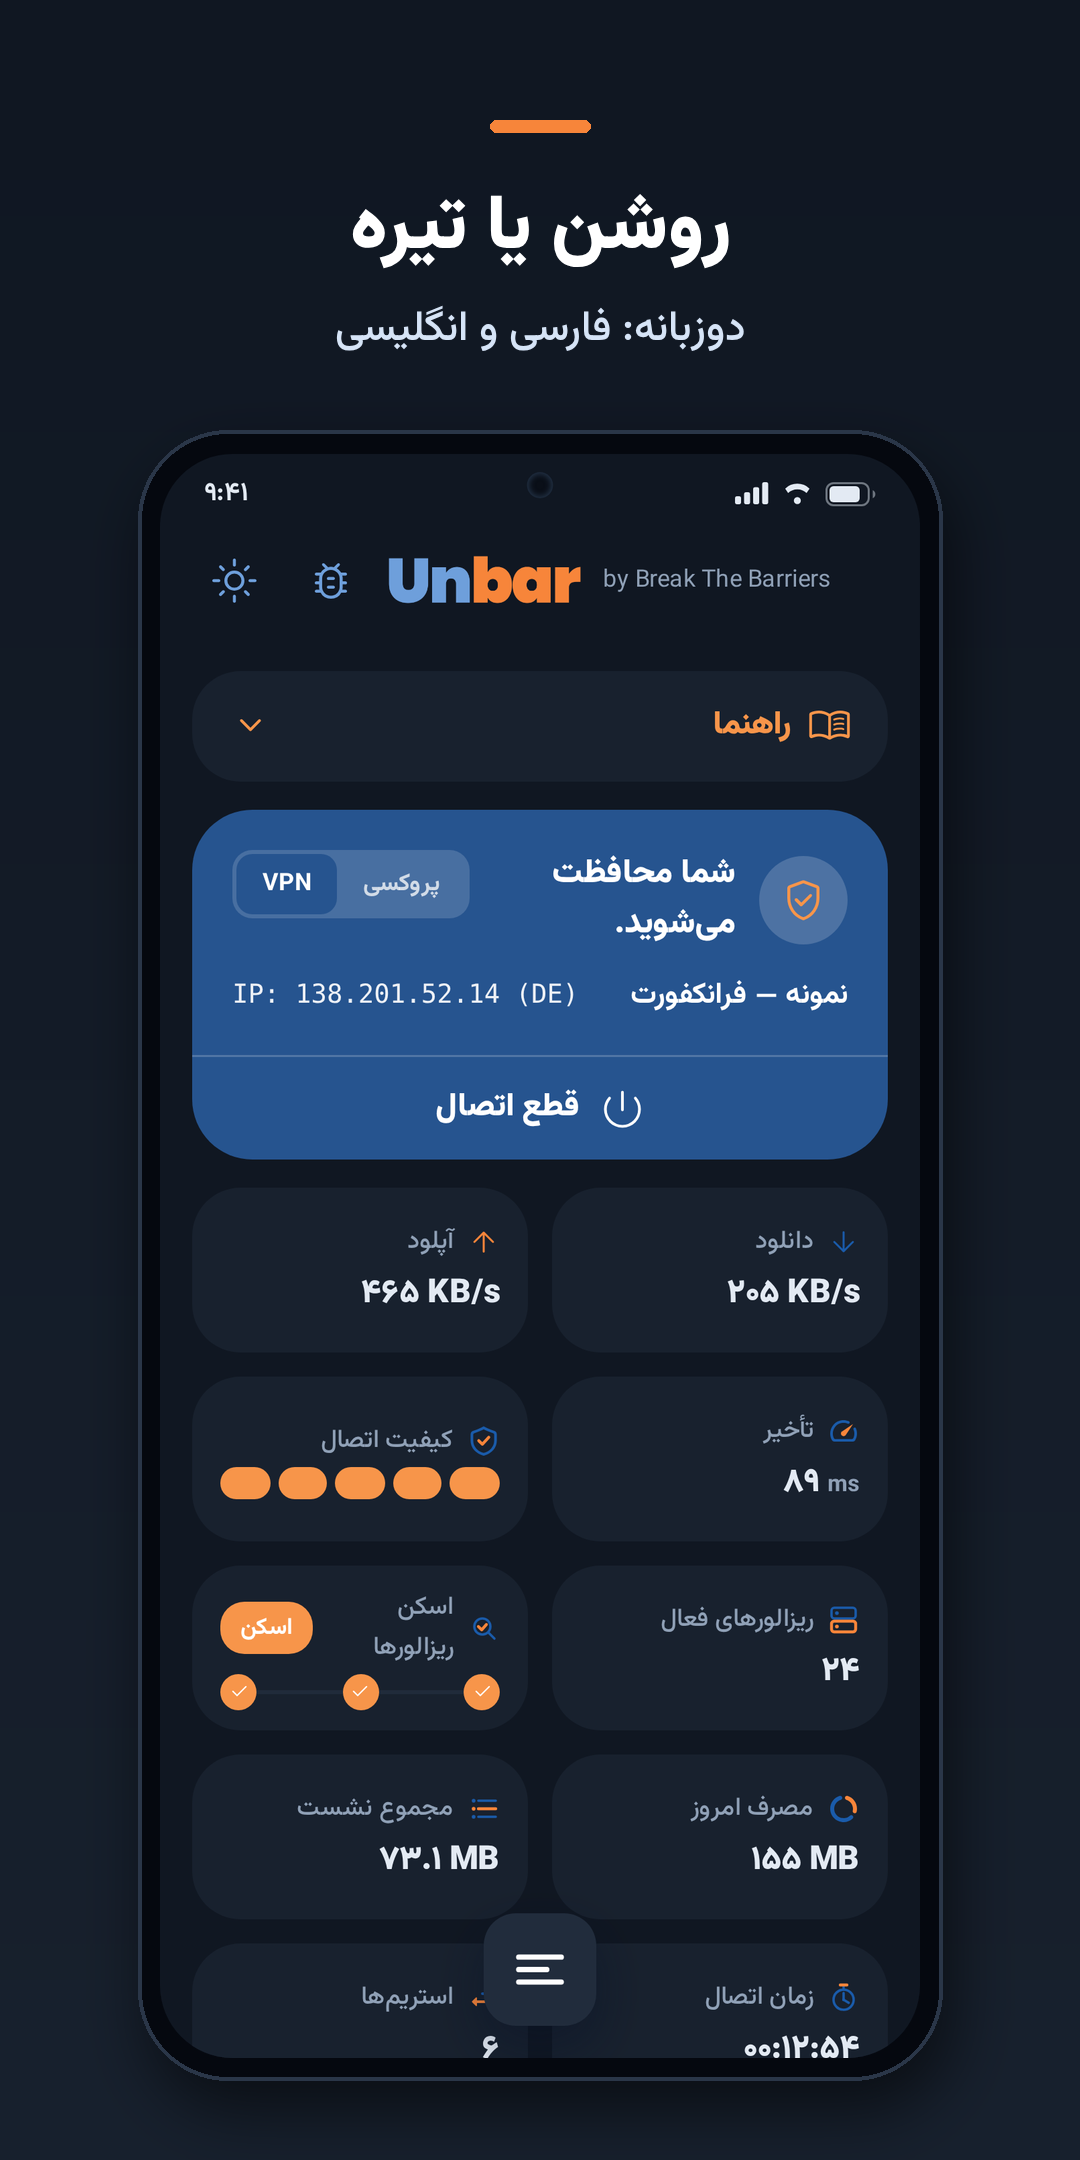 روشن یا تیره
دوزبانه: فارسی و انگلیسی
۹:۴۱
Unbar by Break The Barriers
راهنما
شما محافظت
می‌شوید.
پروکسی
VPN
نمونه – فرانکفورت
IP: 138.201.52.14 (DE)
قطع اتصال
دانلود
۲۰۵ KB/s
آپلود
۴۶۵ KB/s
تأخیر
۸۹ ms
کیفیت اتصال
ریزالورهای فعال
۲۴
اسکن
ریزالورها
اسکن
مصرف امروز
۱۵۵ MB
مجموع نشست
۷۳.۱ MB
زمان اتصال
۰۰:۱۲:۵۴
استریم‌ها
۶